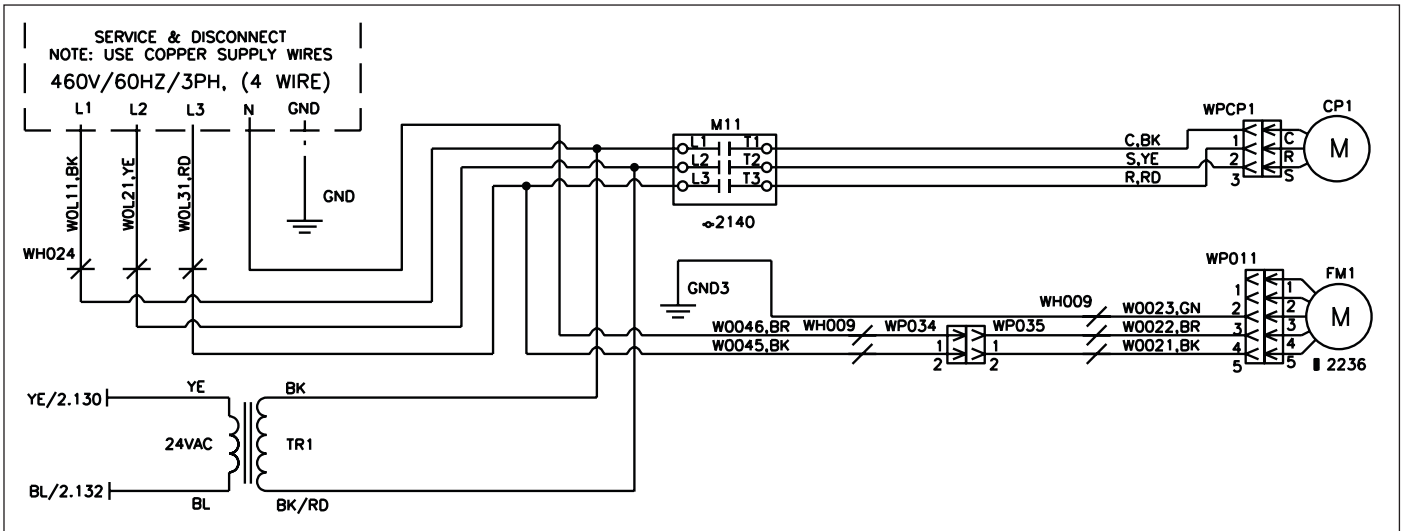 SERVICE & DISCONNECT
NOTE: USE COPPER SUPPLY WIRES
460V/60HZ/3PH, (4 WIRE)
L1 L2 L3 N GND
WOL11,BK
WOL21,YE
WOL31,RD
GND
WH024
M11
L1 T1
L2 T2
L3 T3
2140
C,BK
S,YE
R,RD
WPCP1
1
2
3
C
R
S
CP1
M
GND3
WH009
W0023,GN
W0046,BR WH009 WP034 WP035 W0022,BR
W0045,BK 1 1 W0021,BK
2 2
WP011
1 1
2 2
3 3
4 4
5 5
FM1
M
2236
YE/2.130
YE
BK
24VAC
TR1
BL/2.132
BL
BK/RD